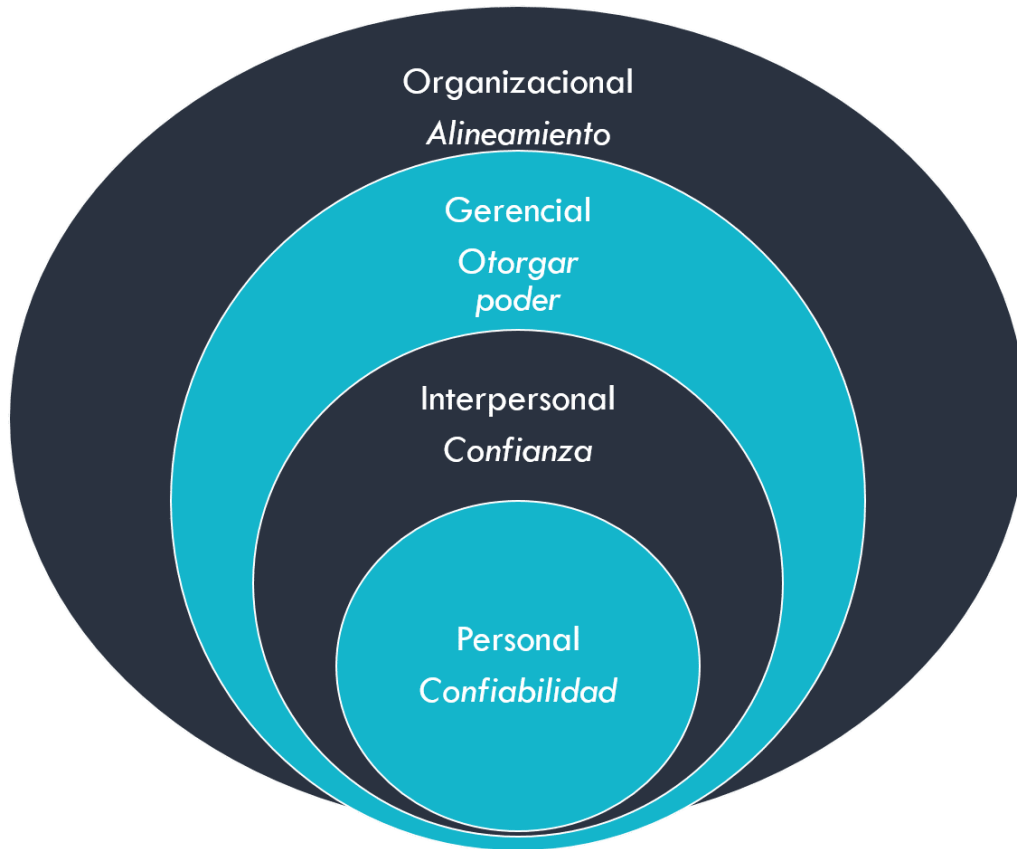 Organizacional
Alineamiento
Gerencial
Otorgar
poder
Interpersonal
Confianza
Personal
Confiabilidad